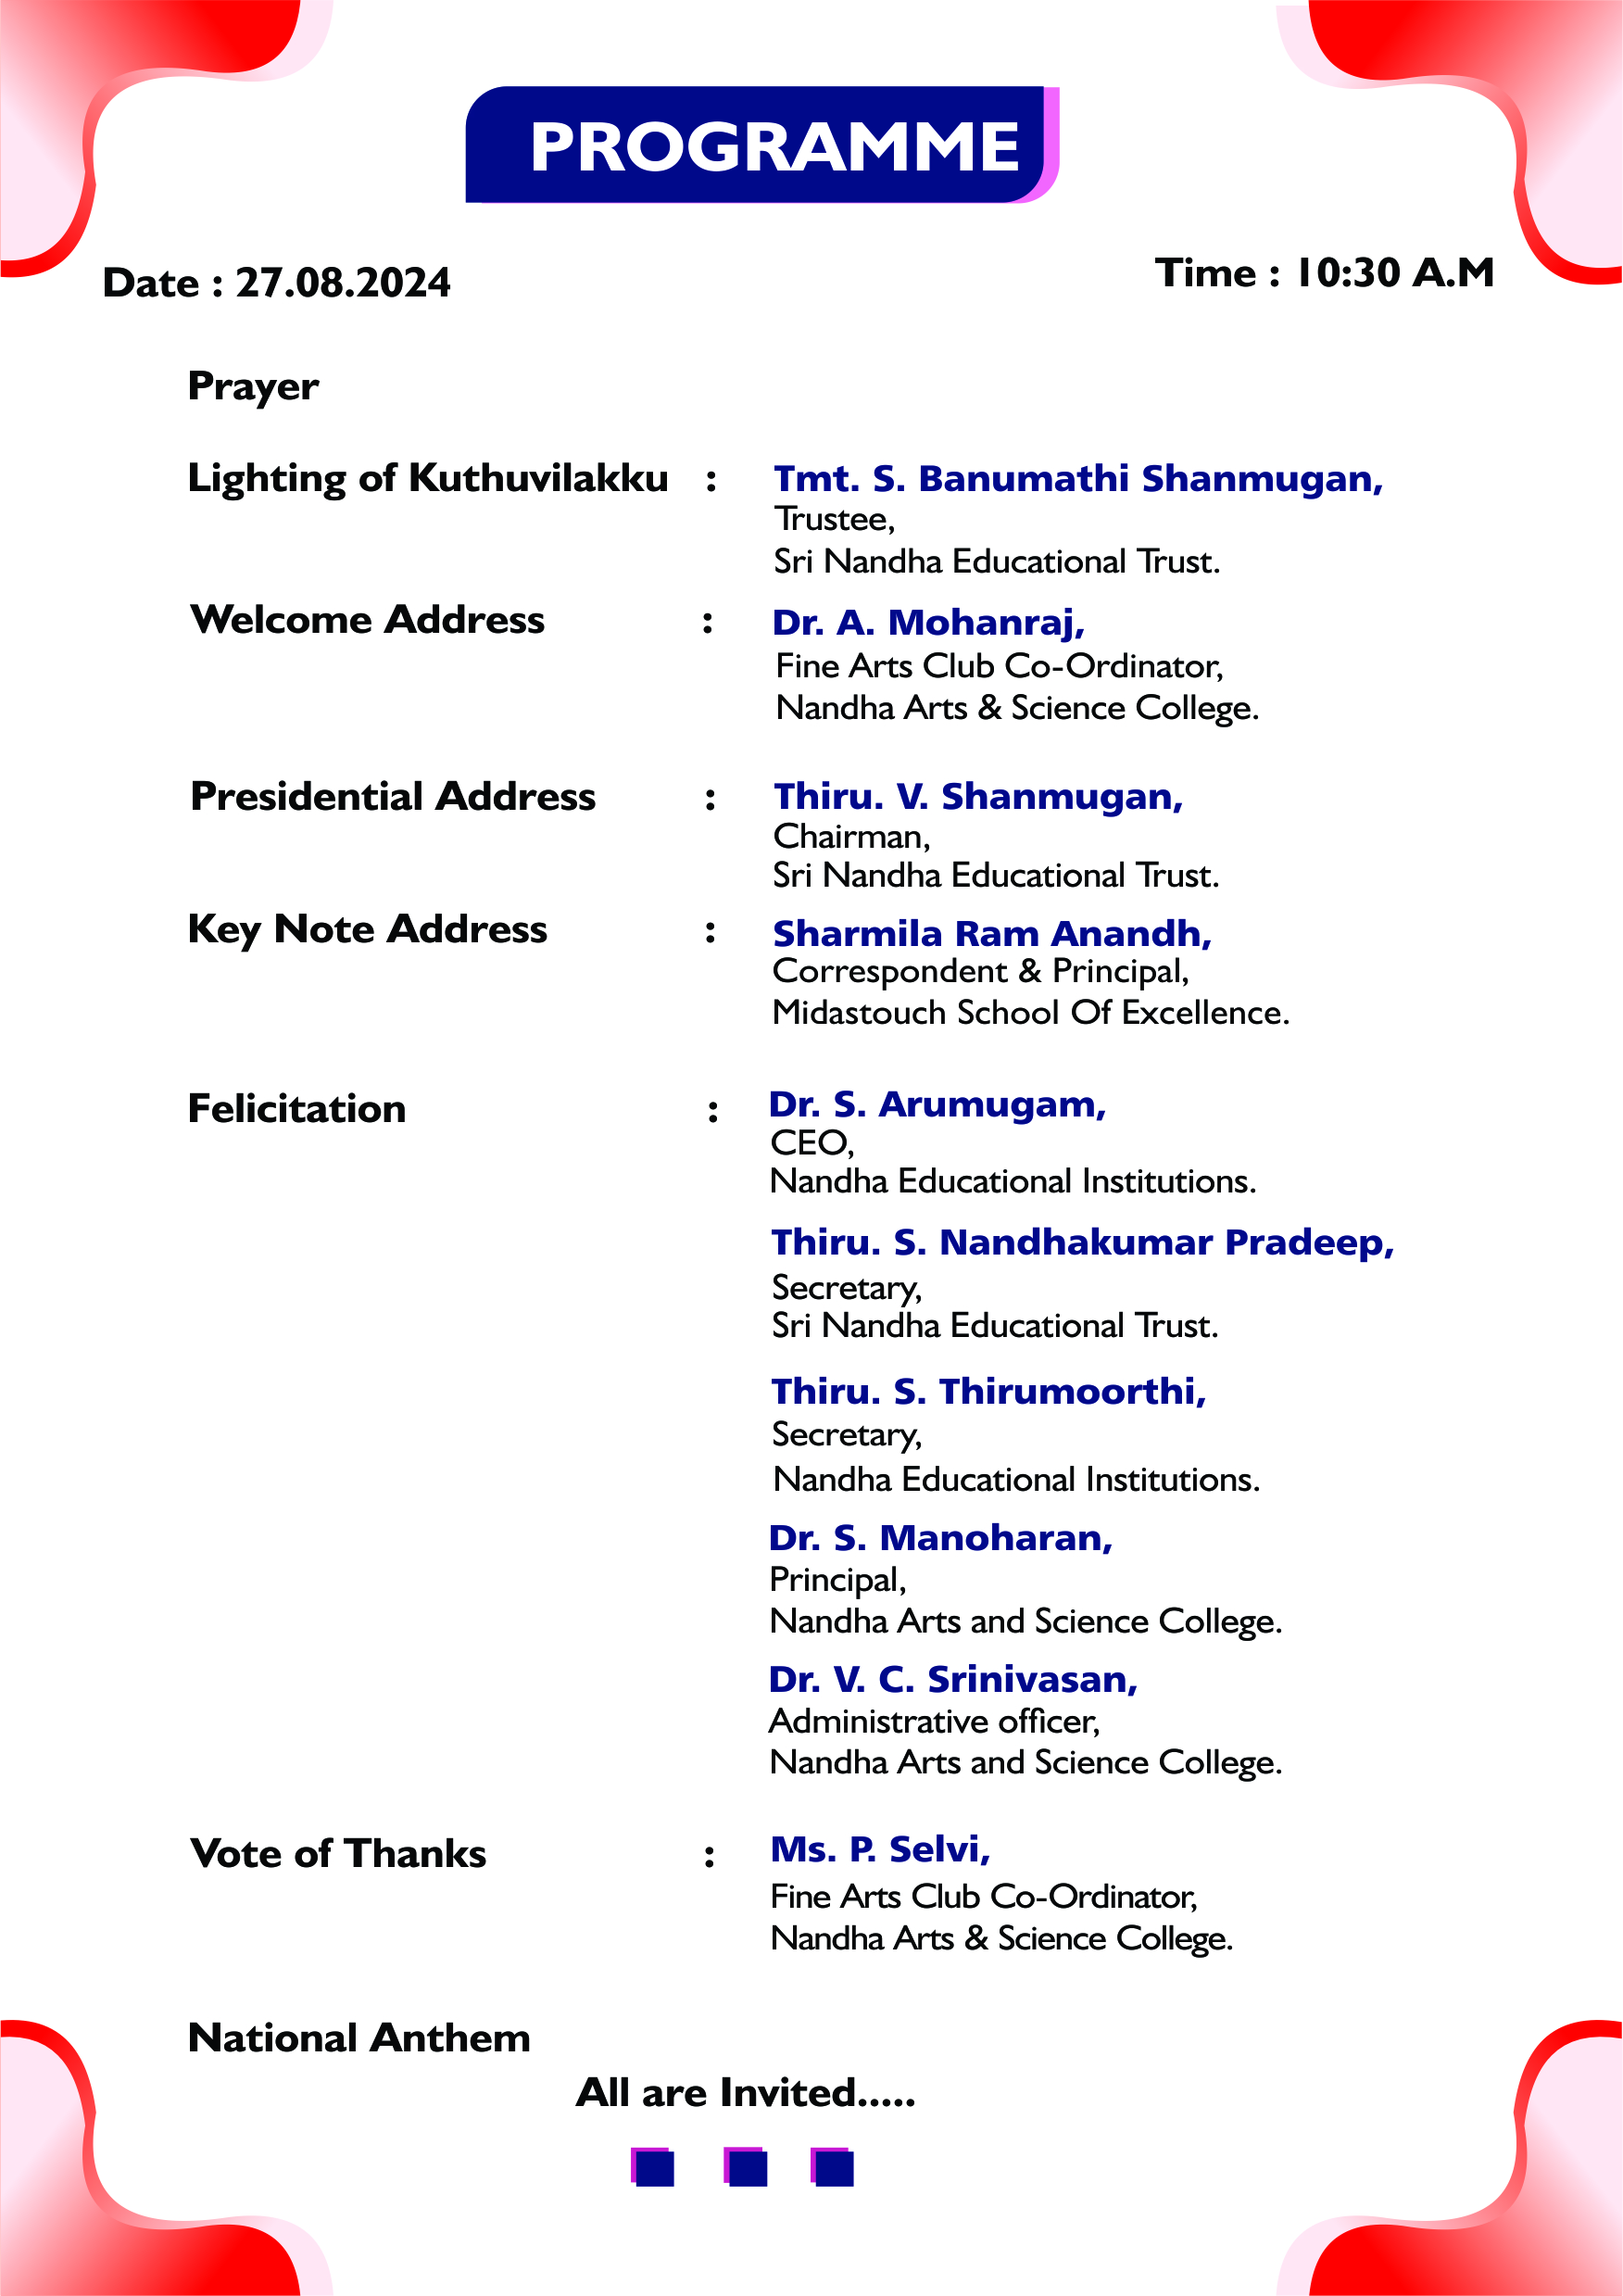 PROGRAMME
Date : 27.08.2024
Time : 10:30 A.M
Prayer
Lighting of Kuthuvilakku : Tmt. S. Banumathi Shanmugan,
Trustee,
Sri Nandha Educational Trust.
Welcome Address : Dr. A. Mohanraj,
Fine Arts Club Co-Ordinator,
Nandha Arts & Science College.
Presidential Address : Thiru. V. Shanmugan,
Chairman,
Sri Nandha Educational Trust.
Key Note Address : Sharmila Ram Anandh,
Correspondent & Principal,
Midastouch School Of Excellence.
Felicitation : Dr. S. Arumugam,
CEO,
Nandha Educational Institutions.
Thiru. S. Nandhakumar Pradeep,
Secretary,
Sri Nandha Educational Trust.
Thiru. S. Thirumoorthi,
Secretary,
Nandha Educational Institutions.
Dr. S. Manoharan,
Principal,
Nandha Arts and Science College.
Dr. V. C. Srinivasan,
Administrative officer,
Nandha Arts and Science College.
Vote of Thanks : Ms. P. Selvi,
Fine Arts Club Co-Ordinator,
Nandha Arts & Science College.
National Anthem
All are Invited.....